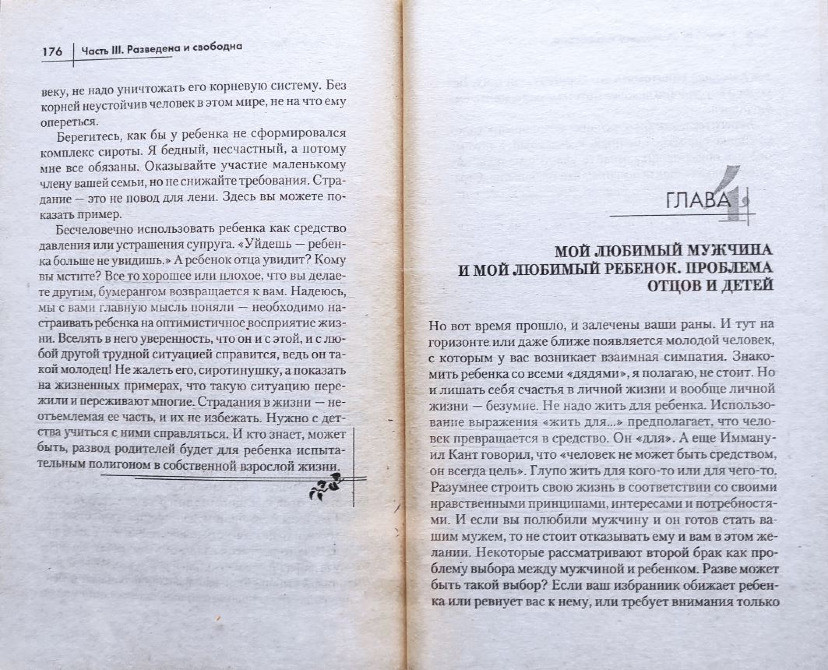 176 Часть III. Разведена и свободна
веку, не надо уничтожать его корневую систему. Без
корней неустойчив человек в этом мире, не на что ему
опереться.
Берегитесь, как бы у ребенка не сформировался
комплекс сироты. Я бедный, несчастный, а потому
мне все обязаны. Оказывайте участие маленькому
члену вашей семьи, но не снижайте требования. Стра-
дание — это не повод для лени. Здесь вы можете по-
казать пример.
Бесчеловечно использовать ребенка как средство
давления или устрашения супруга. «Уйдешь — ребен-
ка больше не увидишь.» А ребенок отца увидит? Кому
вы мстите? Все то хорошее или плохое, что вы делае-
те другим, бумерангом возвращается к вам. Надеюсь,
мы с вами главную мысль поняли — необходимо на-
страивать ребенка на оптимистичное восприятие жиз-
ни. Вселять в него уверенность, что он и с этой, и с лю-
бой другой трудной ситуацией справится, ведь он та-
кой молодец! Не жалеть его, сиротинушку, а показать
на жизненных примерах, что такую ситуацию пере-
жили и переживают многие. Страдания в жизни — не-
отъемлемая ее часть, и их не избежать. Нужно с дет-
ства учиться с ними справляться. И кто знает, может
быть, развод родителей будет для ребенка испыта-
тельным полигоном в собственной взрослой жизни.
ГЛАВА 4
МОЙ ЛЮБИМЫЙ МУЖЧИНА
И МОЙ ЛЮБИМЫЙ РЕБЕНОК. ПРОБЛЕМА
ОТЦОВ И ДЕТЕЙ
Но вот время прошло, и залечены ваши раны. И тут на
горизонте или даже ближе появляется молодой человек,
с которым у вас возникает взаимная симпатия. Знако-
мить ребенка со всеми «дядями», я полагаю, не стоит. Но
и лишать себя счастья в личной жизни и вообще личной
жизни — безумие. Не надо жить для ребенка. Использо-
вание выражения «жить для...» предполагает, что чело-
век превращается в средство. Он «для». А еще Имману-
ил Кант говорил, что «человек не может быть средством,
он всегда цель». Глупо жить для кого-то или для чего-то.
Разумнее строить свою жизнь в соответствии со своими
нравственными принципами, интересами и потребностя-
ми. И если вы полюбили мужчину и он готов стать ва-
шим мужем, то не стоит отказывать ему и вам в этом же-
лании. Некоторые рассматривают второй брак как про-
блему выбора между мужчиной и ребенком. Разве может
быть такой выбор? Если ваш избранник обижает ребен-
ка или ревнует вас к нему, или требует внимания только